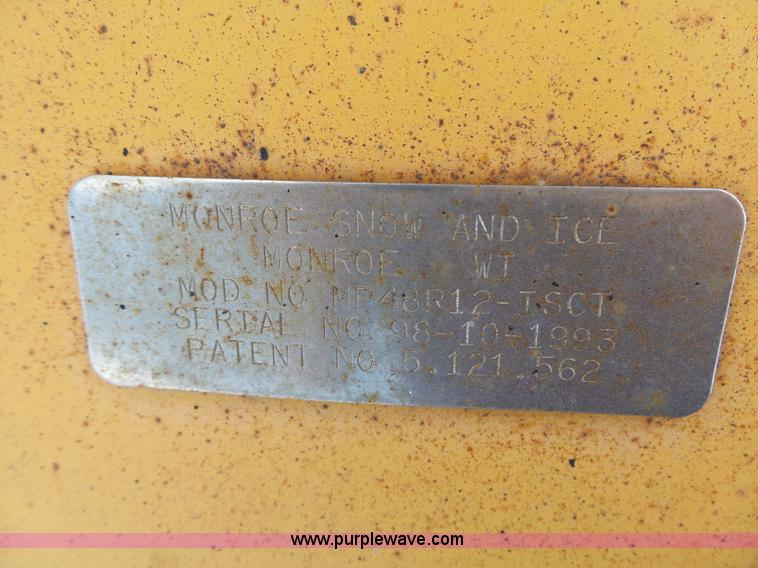 MONROE SNOW AND ICE
MONROE WI
MOD NO MP48R12-ISCT
SERIAL NO 98-10-1993
PATENT NO 5.121.562
www.purplewave.com